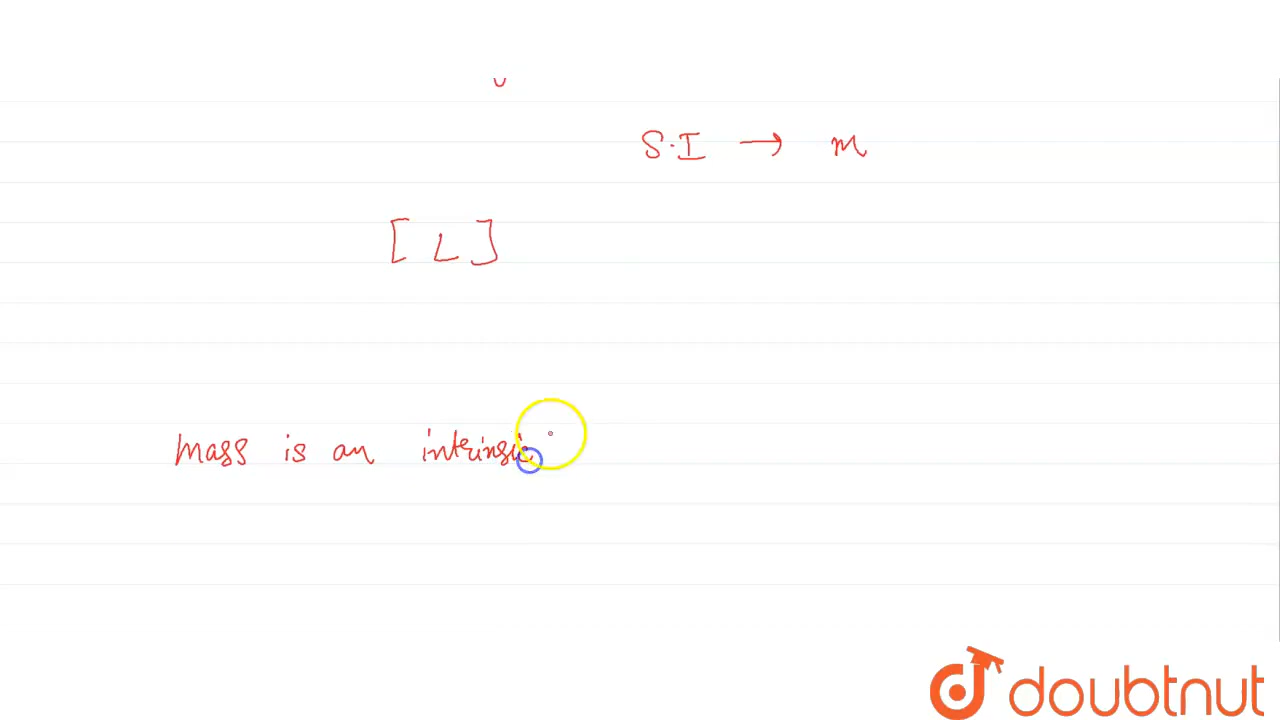 S.I → m
[ L ]
Mass is an intrinsi
doubtnut